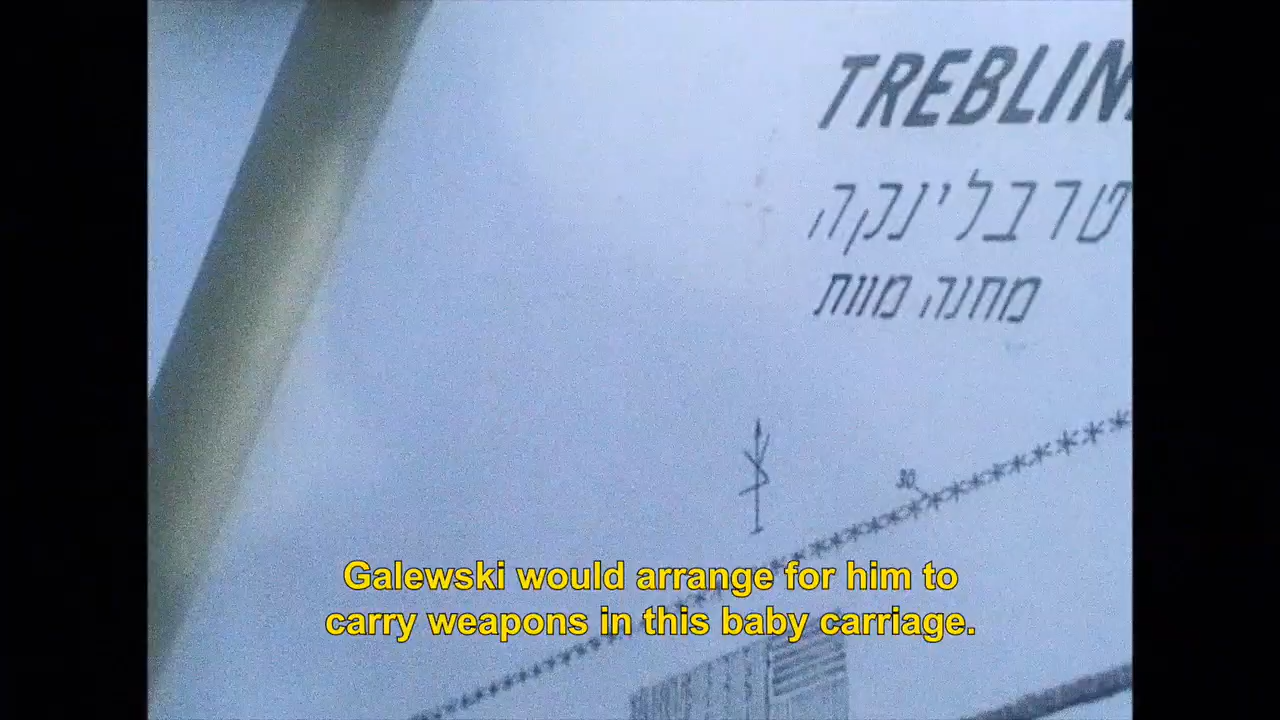 TREBLIN
טרבלינקה
מחנה מוות
30
Galewski would arrange for him to
carry weapons in this baby carriage.